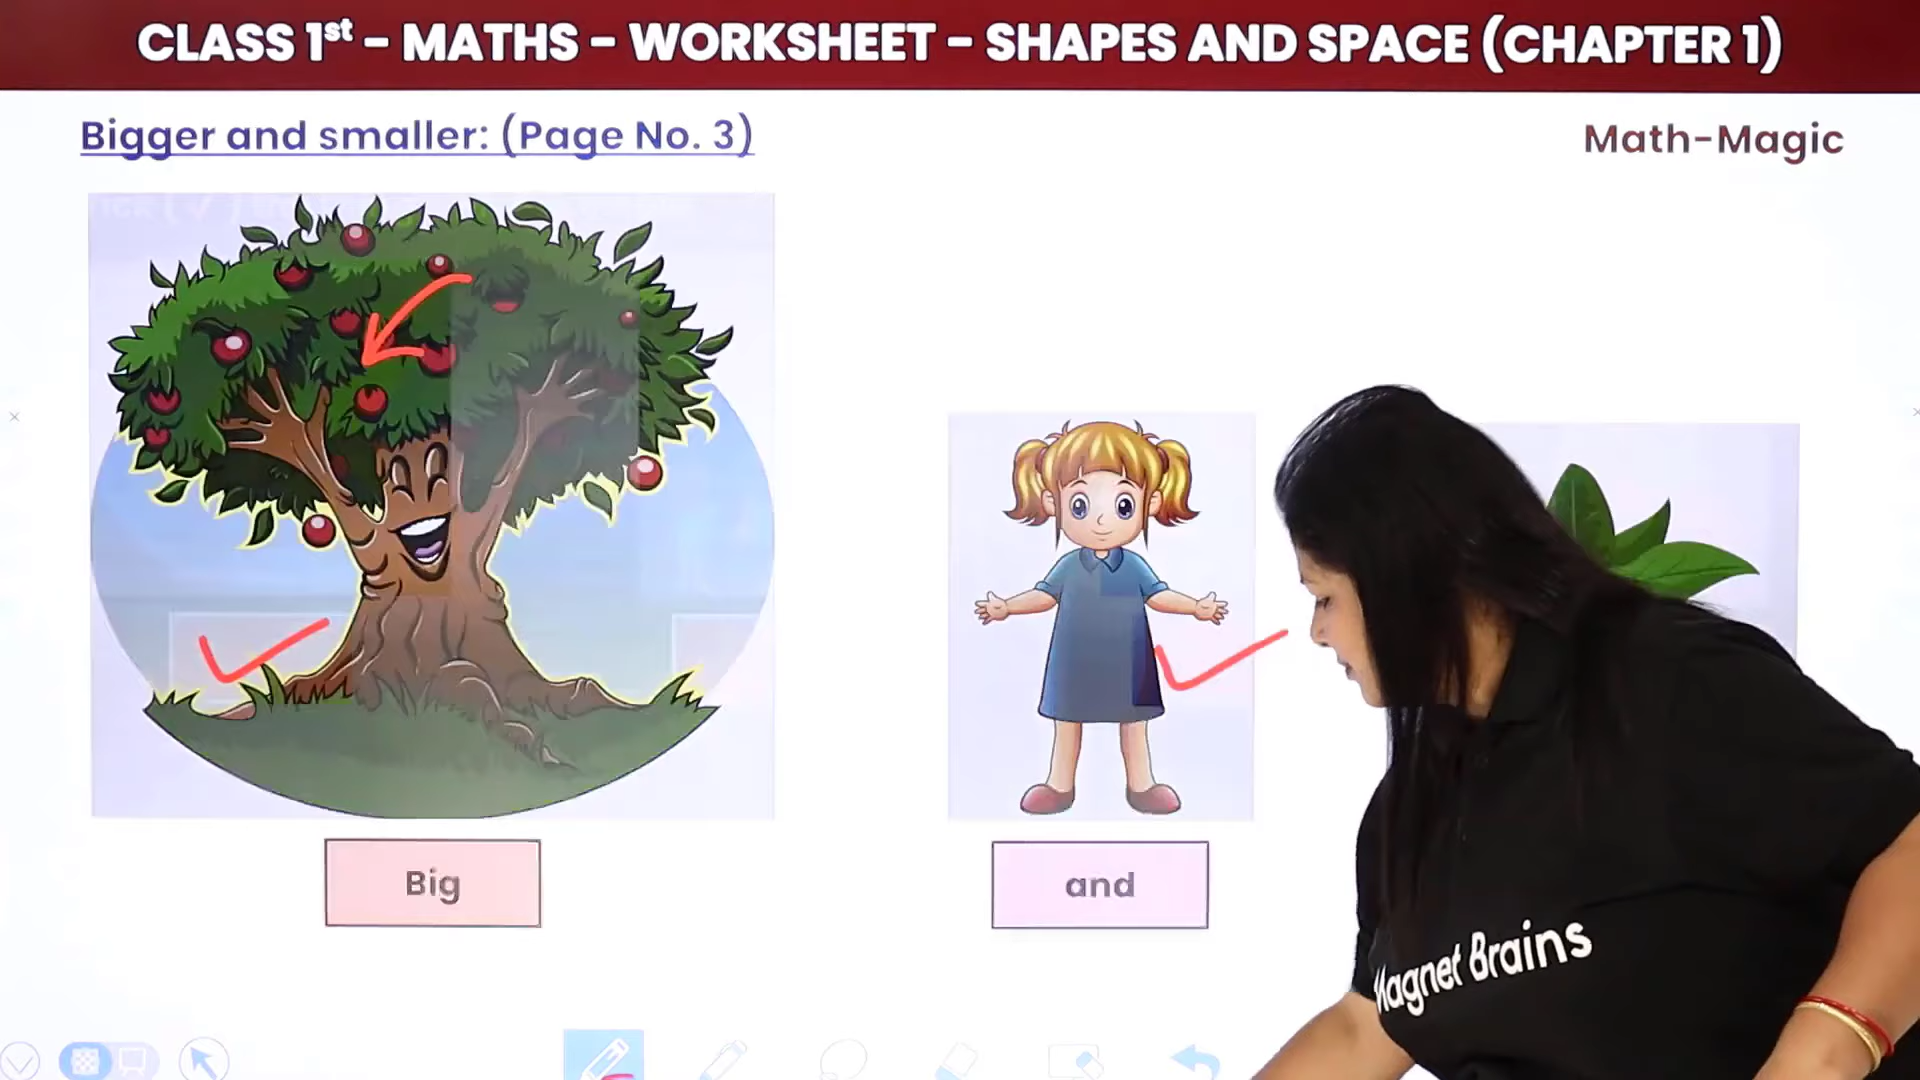 CLASS 1st - MATHS - WORKSHEET - SHAPES AND SPACE (CHAPTER 1)
Bigger and smaller: (Page No. 3)
Math-Magic
Big
and
Magnet Brains